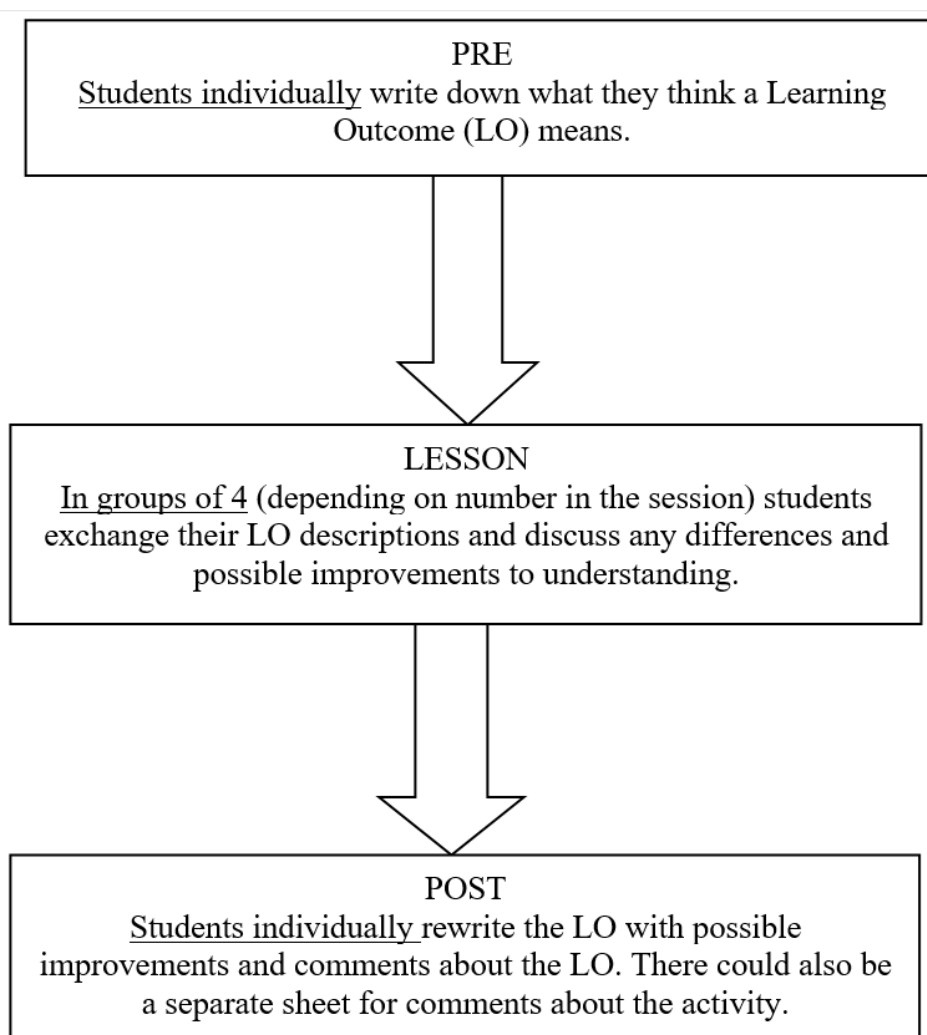 PRE
Students individually write down what they think a Learning
Outcome (LO) means.
LESSON
In groups of 4 (depending on number in the session) students
exchange their LO descriptions and discuss any differences and
possible improvements to understanding.
POST
Students individually rewrite the LO with possible
improvements and comments about the LO. There could also be
a separate sheet for comments about the activity.